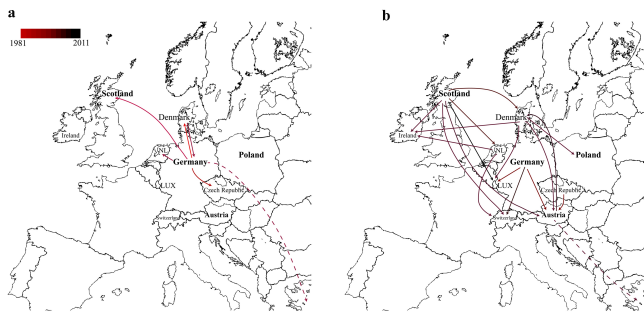 a
1981 2011
Scotland
Ireland
Denmark
NL
Germany
Poland
LUX
Czech Republic
Switzerland
Austria
b
Scotland
Ireland
Denmark
NL
Germany
Poland
LUX
Czech Republic
Switzerland
Austria